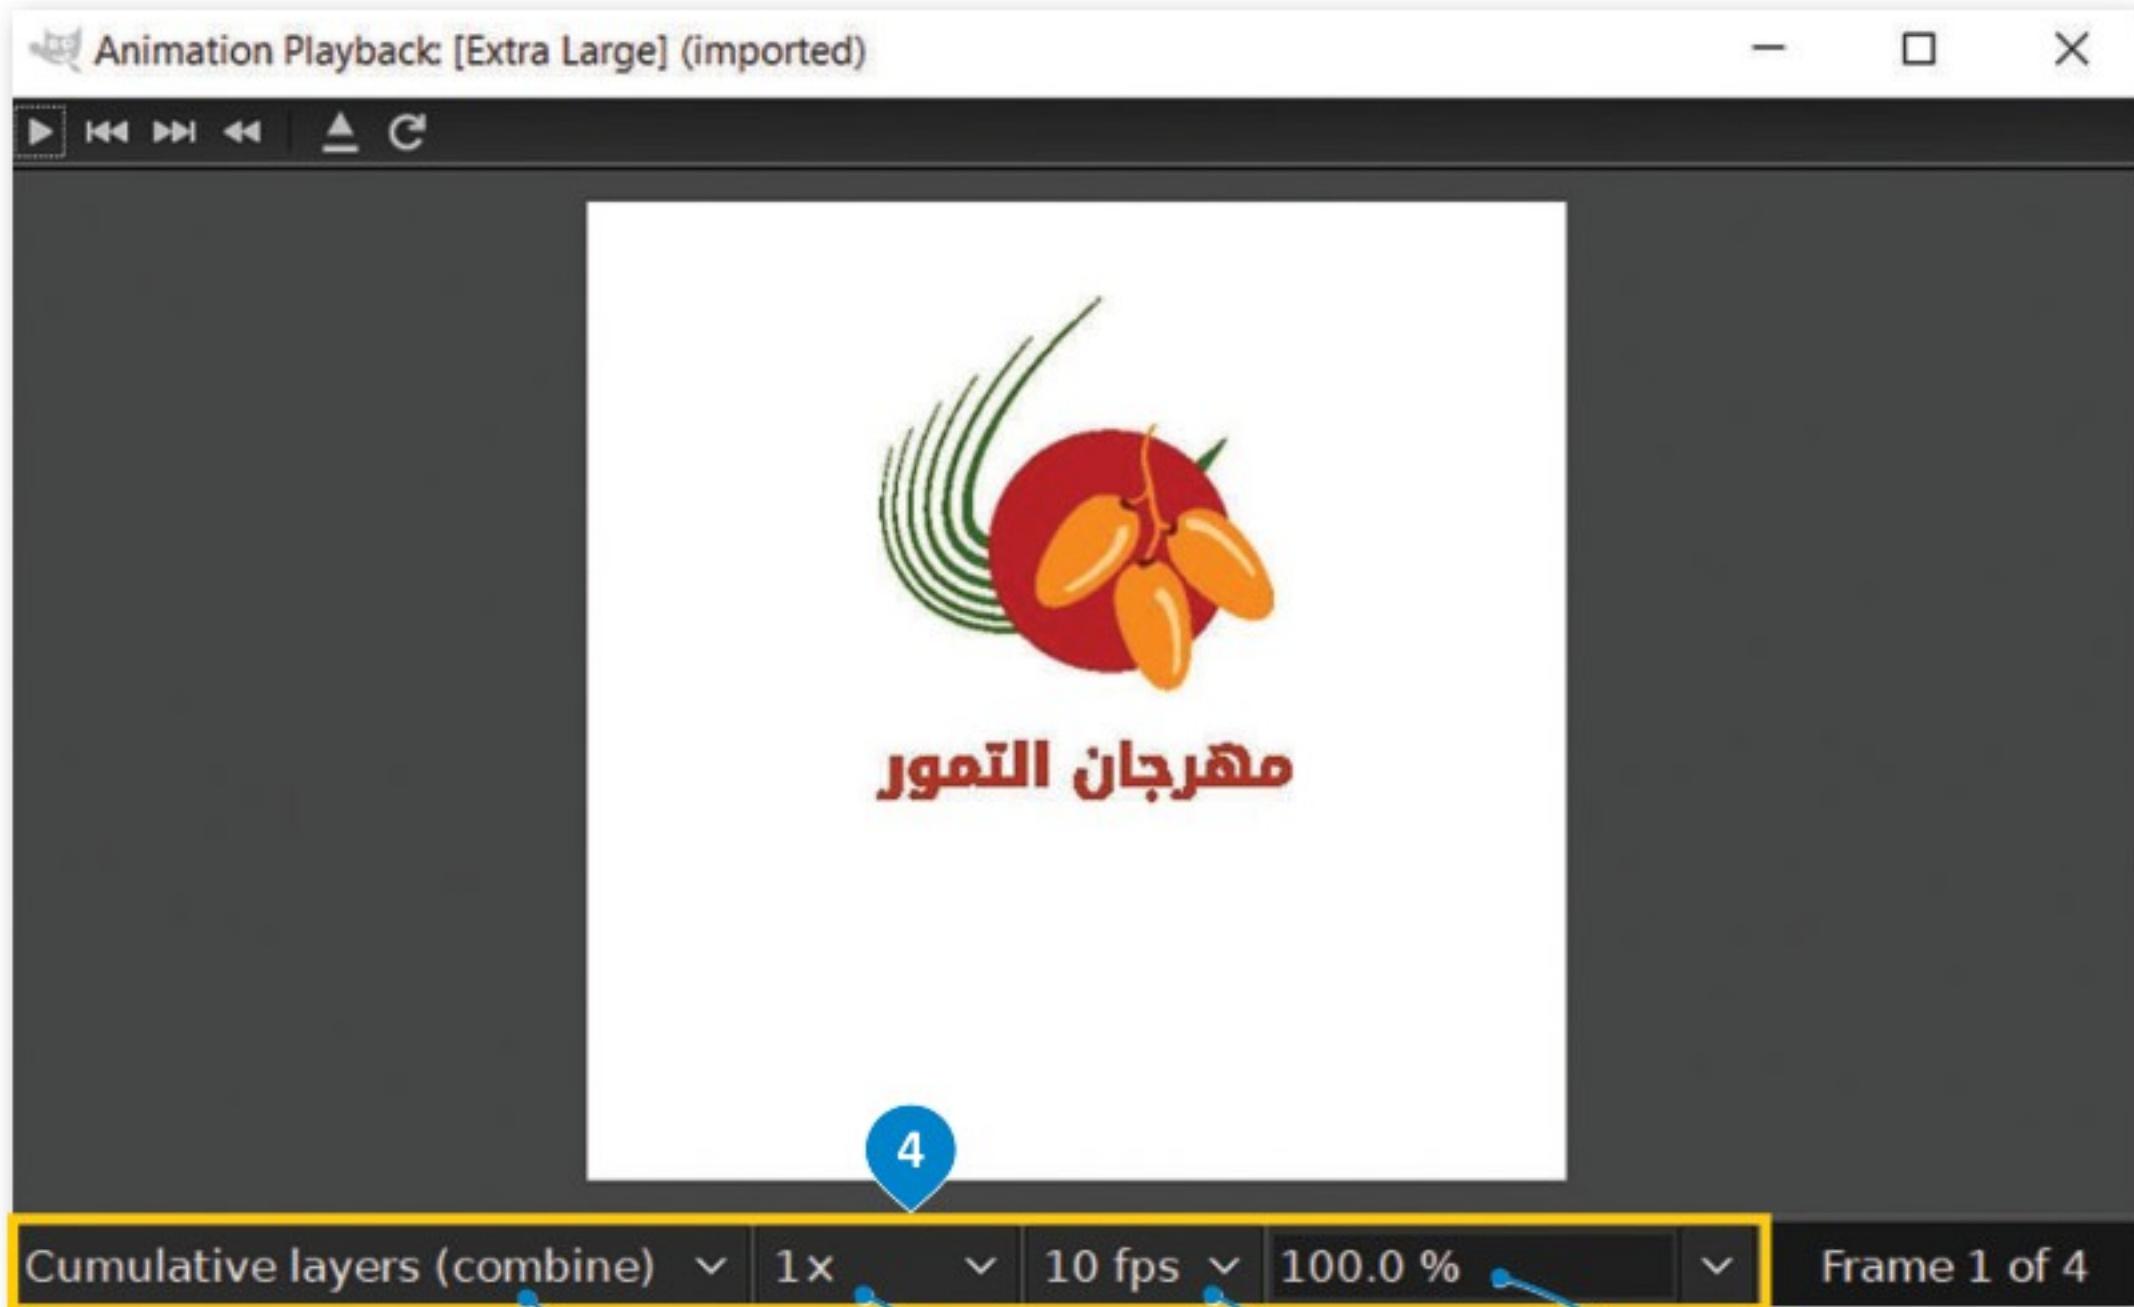 Animation Playback: [Extra Large] (imported)
مهرجان التمور
4
Cumulative layers (combine) 1x 10 fps 100.0 % Frame 1 of 4